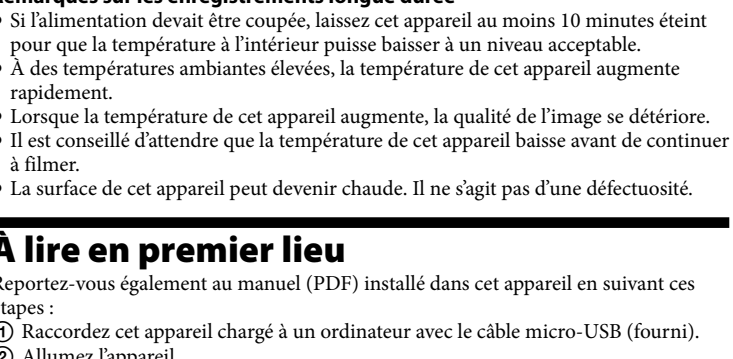 Remarques sur les enregistrements longue durée
• Si l’alimentation devait être coupée, laissez cet appareil au moins 10 minutes éteint
pour que la température à l’intérieur puisse baisser à un niveau acceptable.
• À des températures ambiantes élevées, la température de cet appareil augmente
rapidement.
• Lorsque la température de cet appareil augmente, la qualité de l’image se détériore.
• Il est conseillé d’attendre que la température de cet appareil baisse avant de continuer
à filmer.
• La surface de cet appareil peut devenir chaude. Il ne s’agit pas d’une défectuosité.
À lire en premier lieu
Reportez-vous également au manuel (PDF) installé dans cet appareil en suivant ces
étapes :
① Raccordez cet appareil chargé à un ordinateur avec le câble micro-USB (fourni).
② Allumez l’appareil.